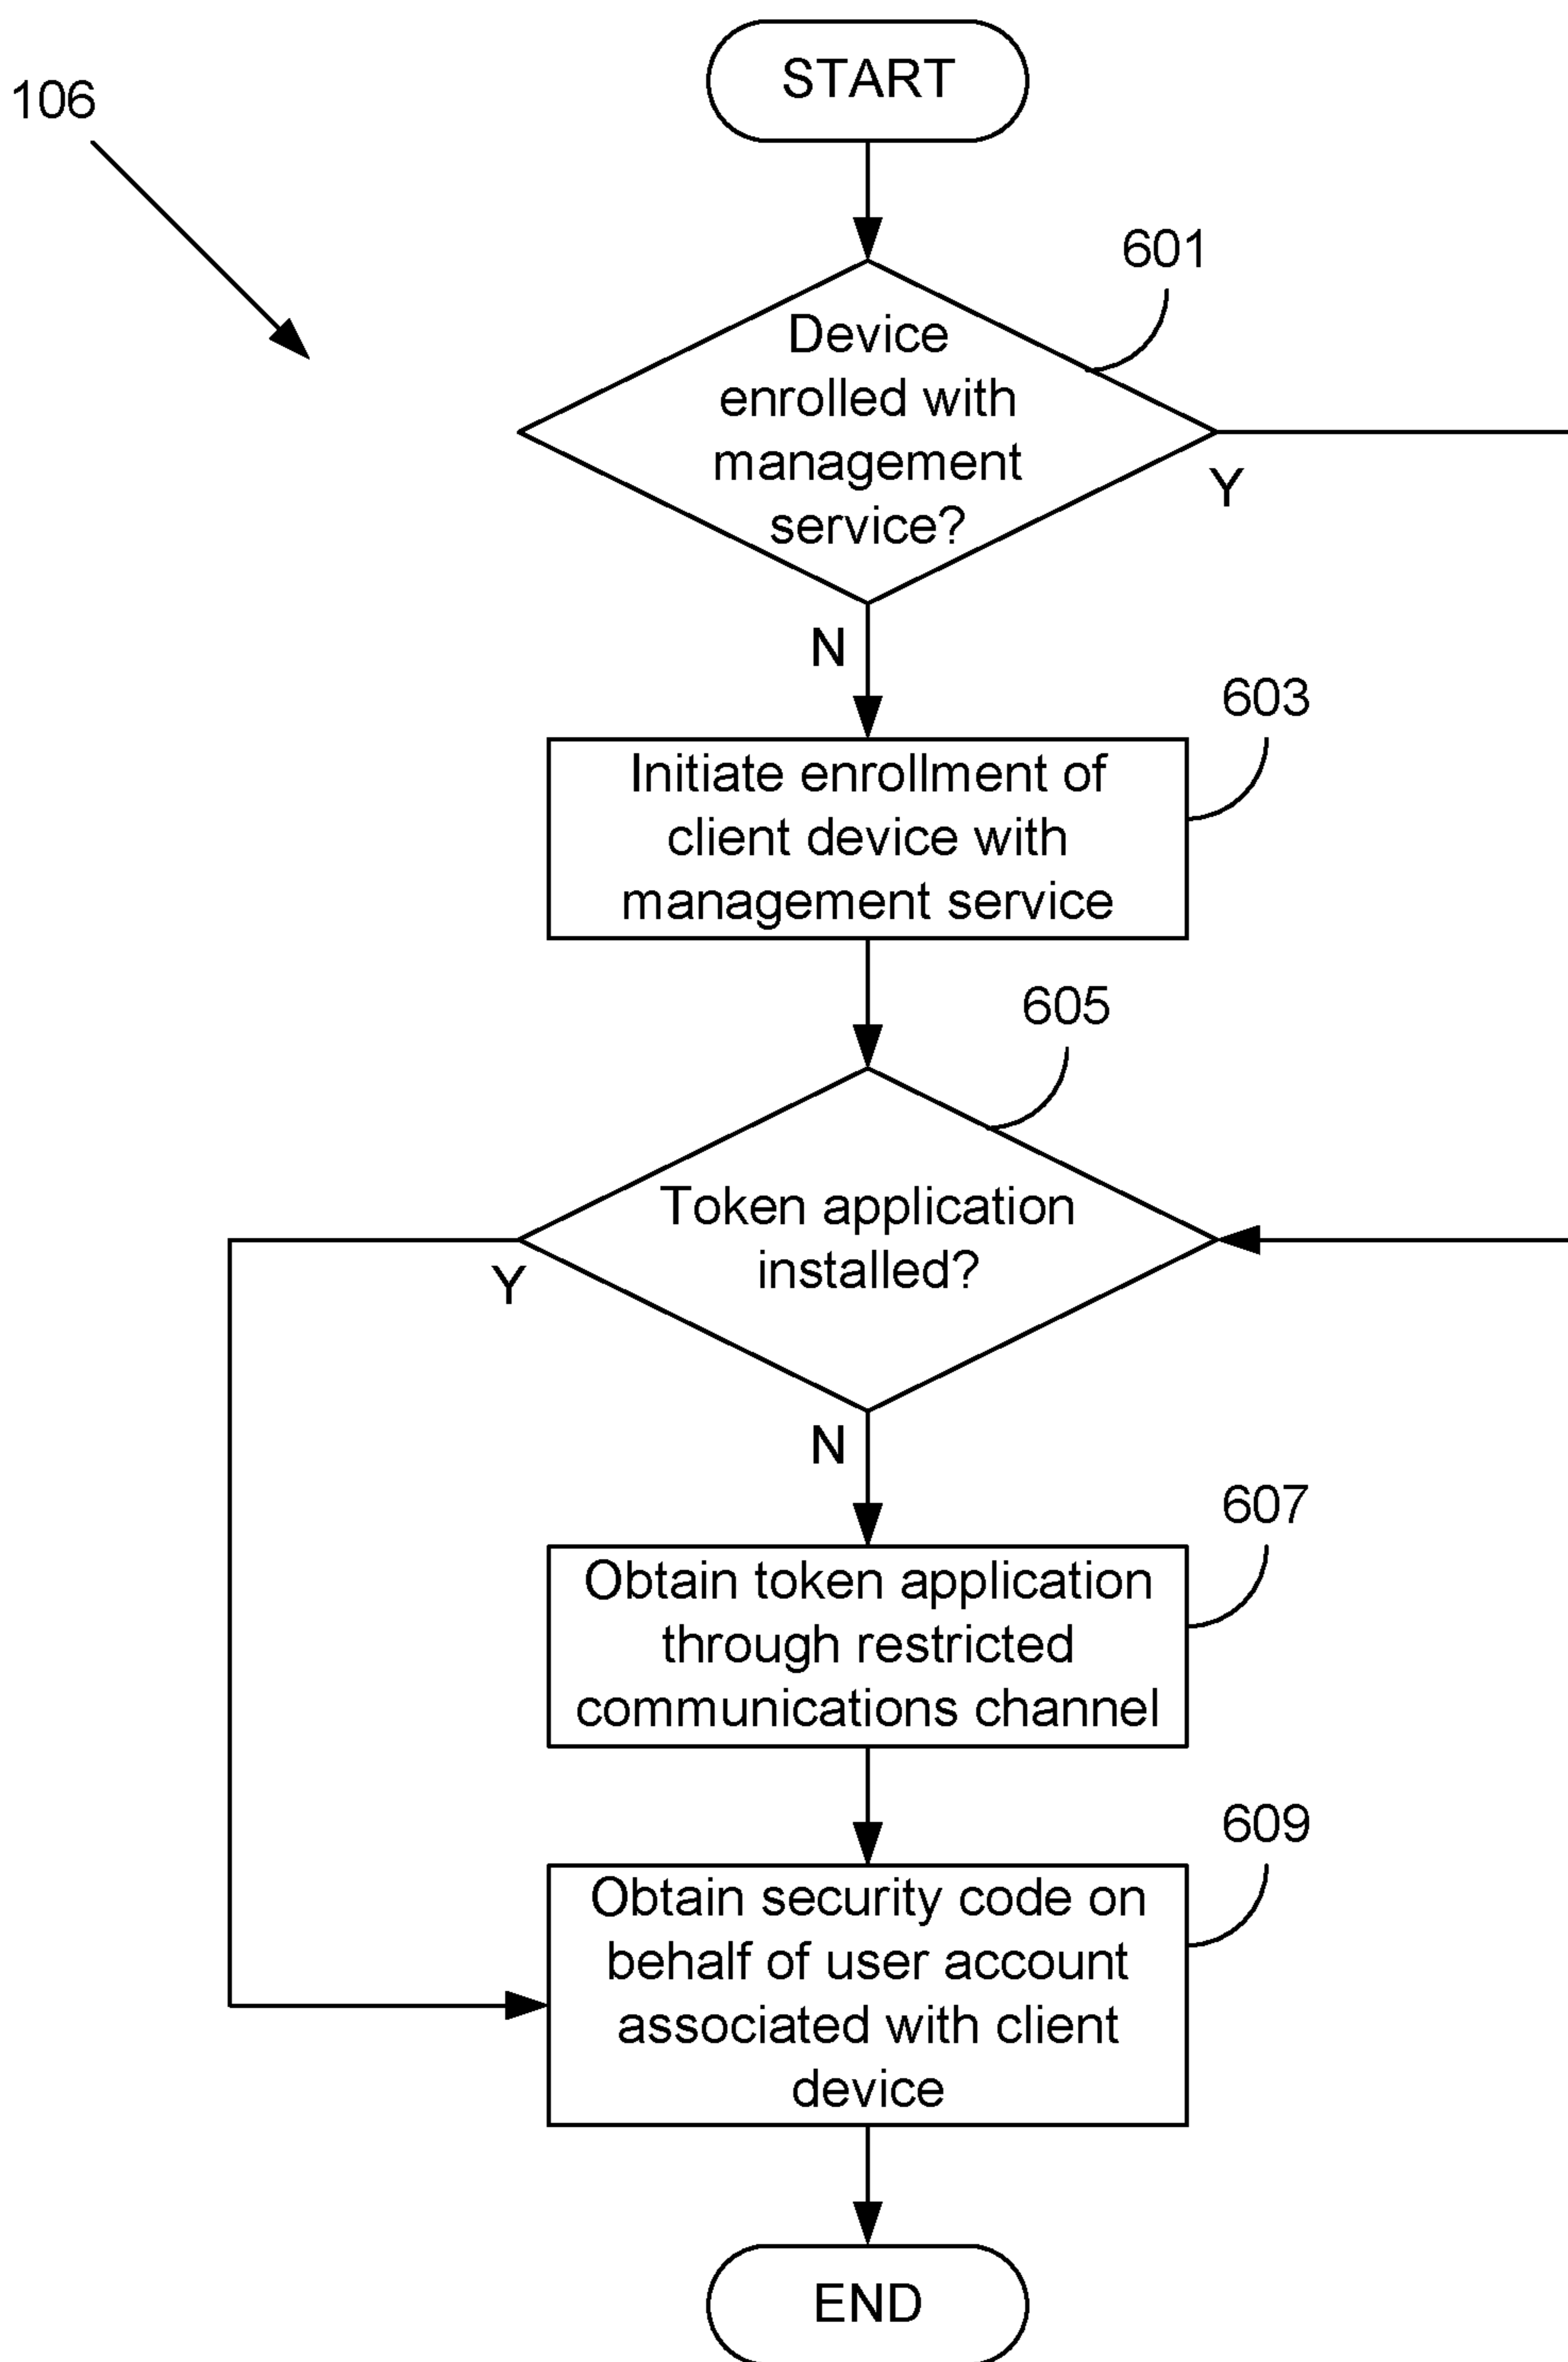 START
106
601
Device
enrolled with
management
service?
Y
N
603
Initiate enrollment of
client device with
management service
605
Token application
installed?
Y
N
607
Obtain token application
through restricted
communications channel
609
Obtain security code on
behalf of user account
associated with client
device
END